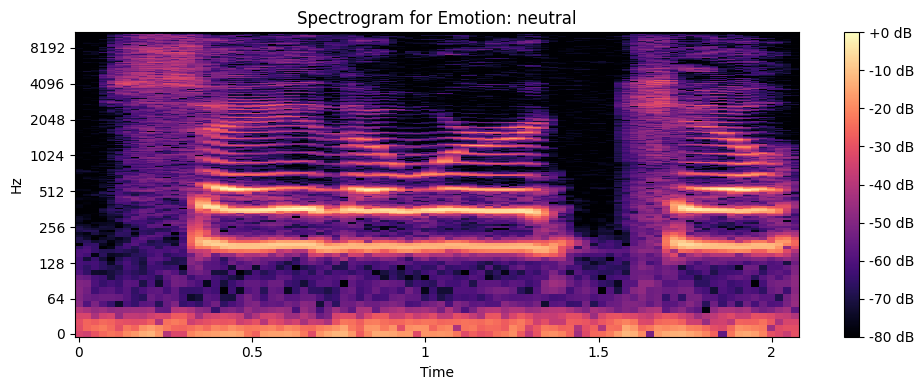 Spectrogram for Emotion: neutral
8192
4096
2048
1024
512
256
128
64
0
Hz
0
0.5
1
1.5
2
Time
+0 dB
-10 dB
-20 dB
-30 dB
-40 dB
-50 dB
-60 dB
-70 dB
-80 dB